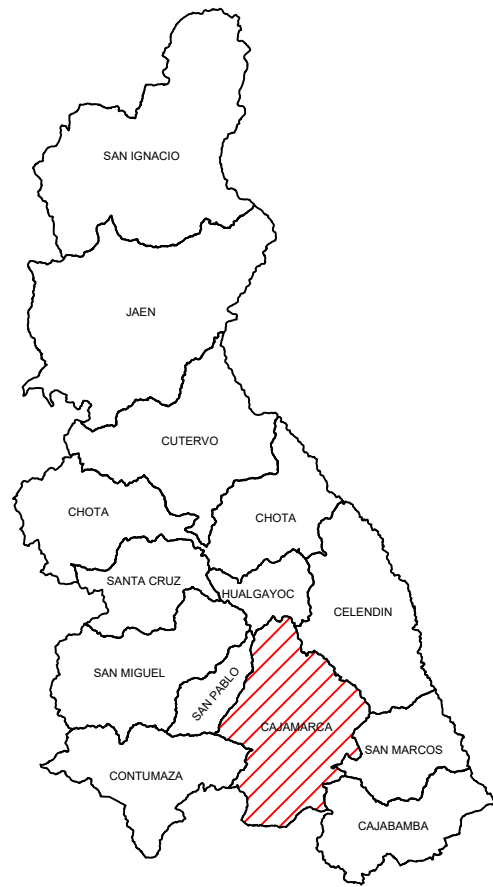 SAN IGNACIO
JAEN
CUTERVO
CHOTA
CHOTA
SANTA CRUZ
HUALGAYOC
CELENDIN
SAN MIGUEL
SAN PABLO
CAJAMARCA
SAN MARCOS
CONTUMAZA
CAJABAMBA